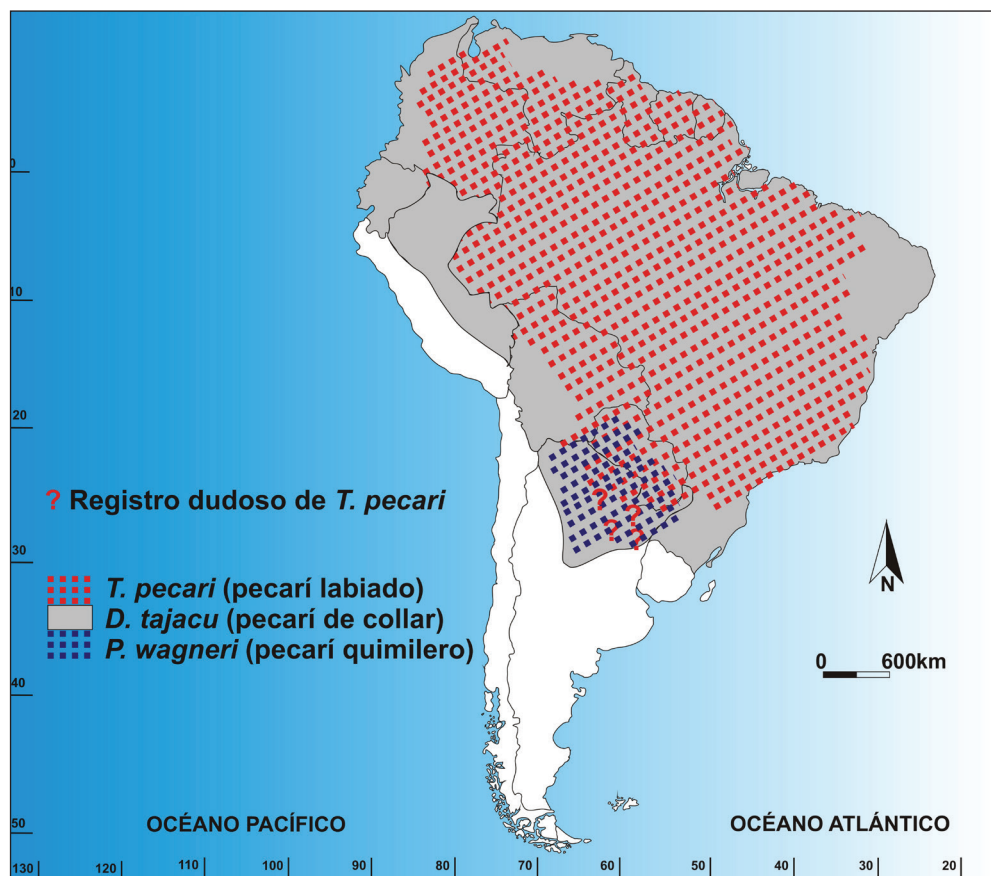 0
10
20
? Registro dudoso de T. pecari
?
?
?
?
30
N
T. pecari (pecarí labiado)
D. tajacu (pecarí de collar)
P. wagneri (pecarí quimilero)
0 600km
40
OCÉANO PACÍFICO
OCÉANO ATLÁNTICO
50
130 120 110 100 90 80 70 60 50 40 30 20